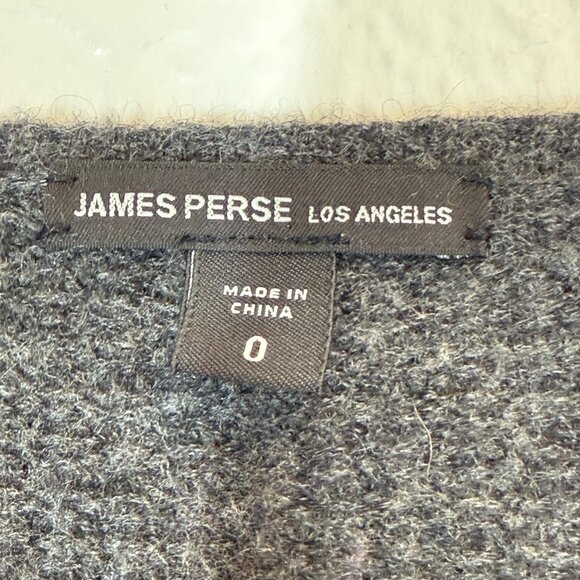 JAMES PERSE LOS ANGELES
MADE IN
CHINA
0